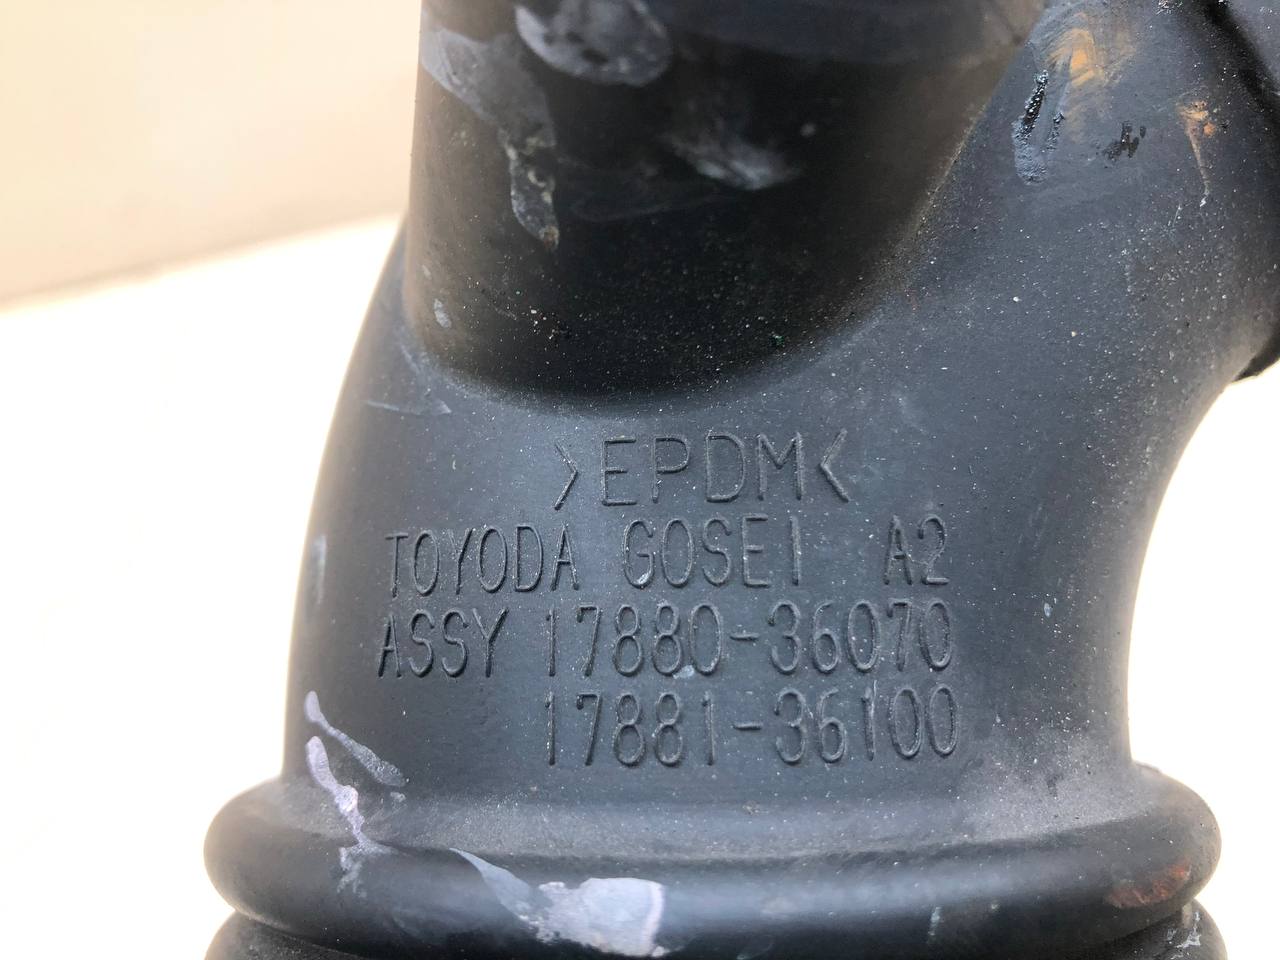 >EPDM<
TOYODA GOSEI A2
ASSY 17880-36070
17881-36100